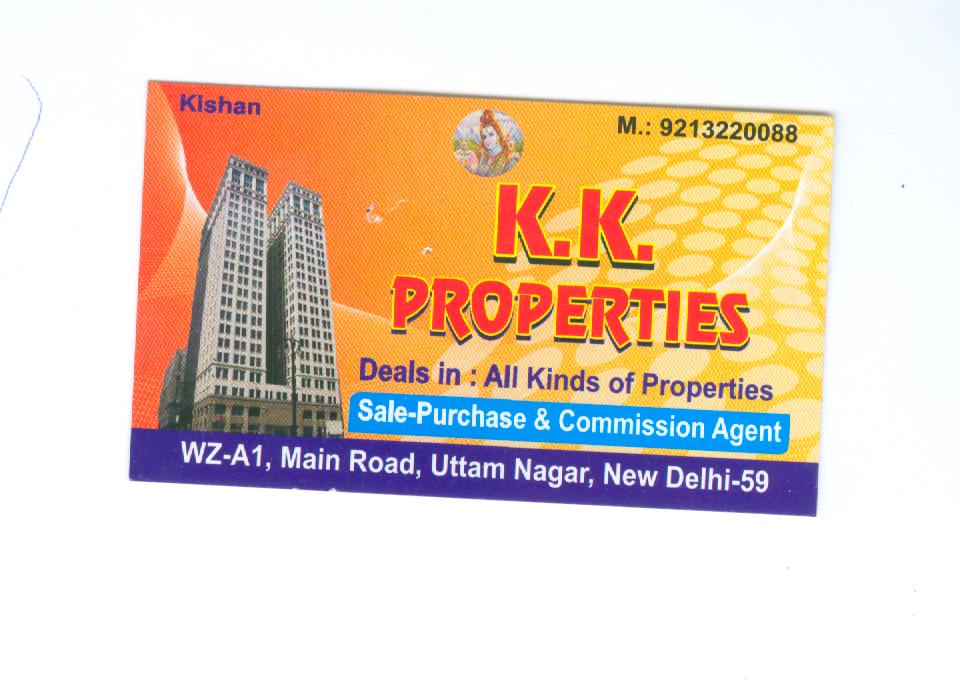 Kishan
M.: 9213220088
K.K.
PROPERTIES
Deals in : All Kinds of Properties
Sale-Purchase & Commission Agent
WZ-A1, Main Road, Uttam Nagar, New Delhi-59